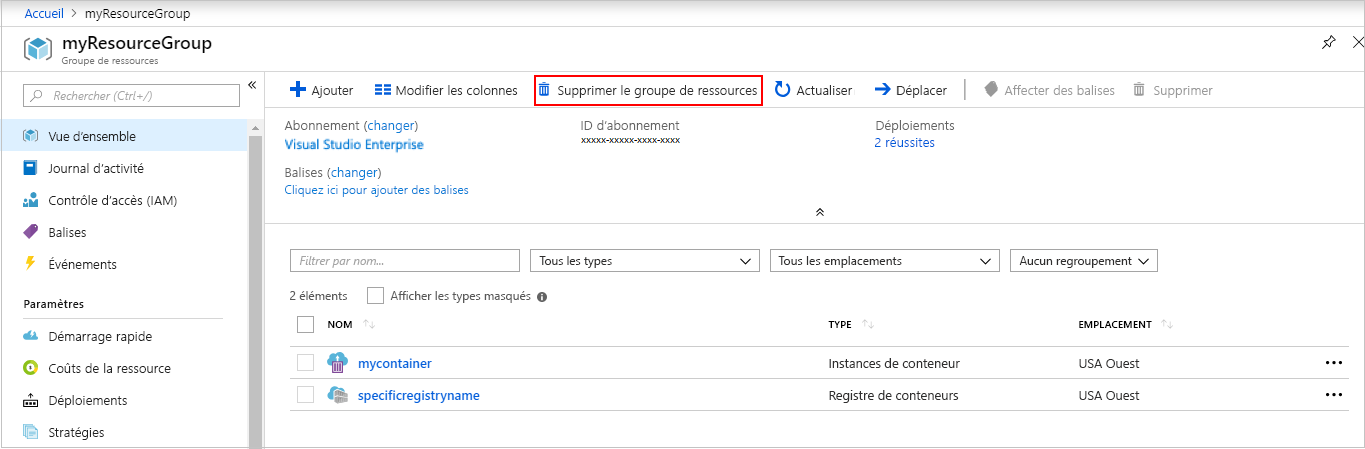 Accueil > myResourceGroup
myResourceGroup
Groupe de ressources
Rechercher (Ctrl+/)
Vue d'ensemble
Journal d'activité
Contrôle d'accès (IAM)
Balises
Événements
Paramètres
Démarrage rapide
Coûts de la ressource
Déploiements
Stratégies
Ajouter Modifier les colonnes Supprimer le groupe de ressources Actualiser Déplacer Affecter des balises Supprimer
Abonnement (changer) ID d'abonnement Déploiements
Visual Studio Enterprise xxxxx-xxxxx-xxxx-xxxx 2 réussites
Balises (changer)
Cliquez ici pour ajouter des balises
Filtrer par nom... Tous les types Tous les emplacements Aucun regroupement
2 éléments Afficher les types masqués
NOM TYPE EMPLACEMENT
mycontainer Instances de conteneur USA Ouest
specificregistryname Registre de conteneurs USA Ouest